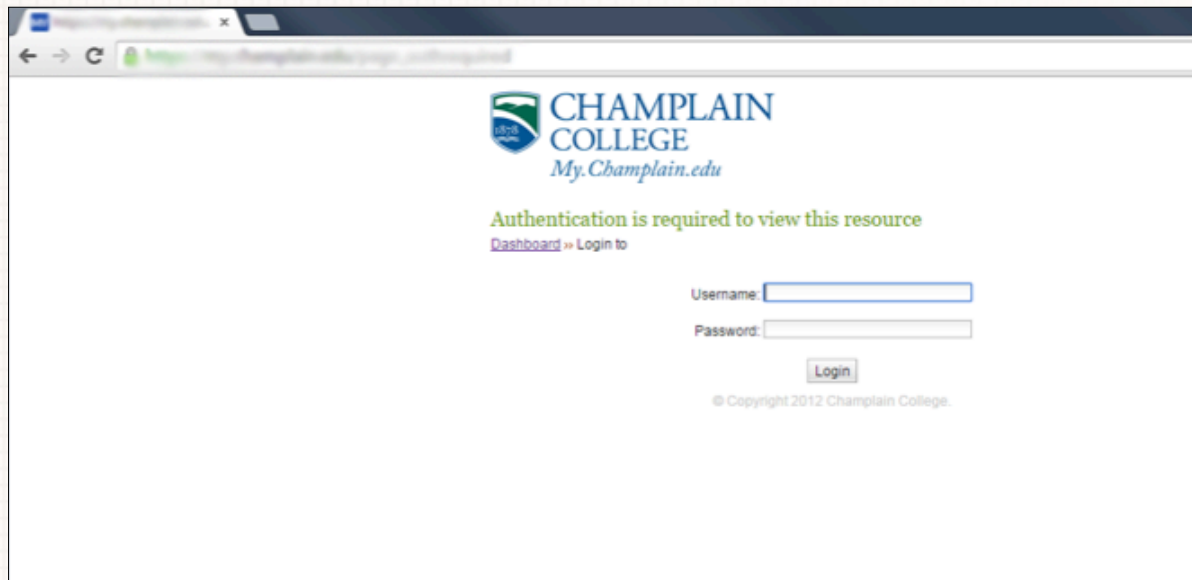 CHAMPLAIN
COLLEGE
1878
My.Champlain.edu
Authentication is required to view this resource
Dashboard » Login to
Username:
Password:
Login
© Copyright 2012 Champlain College.